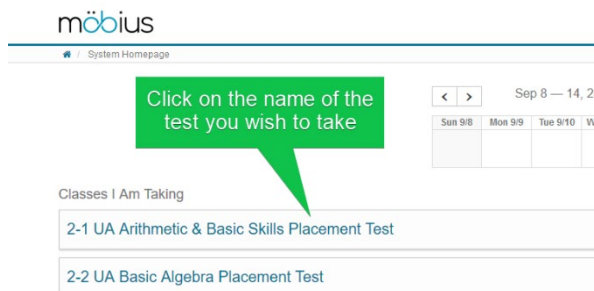 möbius
/ System Homepage
Click on the name of the
test you wish to take
< > Sep 8 — 14, 2
Sun 9/8 Mon 9/9 Tue 9/10 W
Classes I Am Taking
2-1 UA Arithmetic & Basic Skills Placement Test
2-2 UA Basic Algebra Placement Test